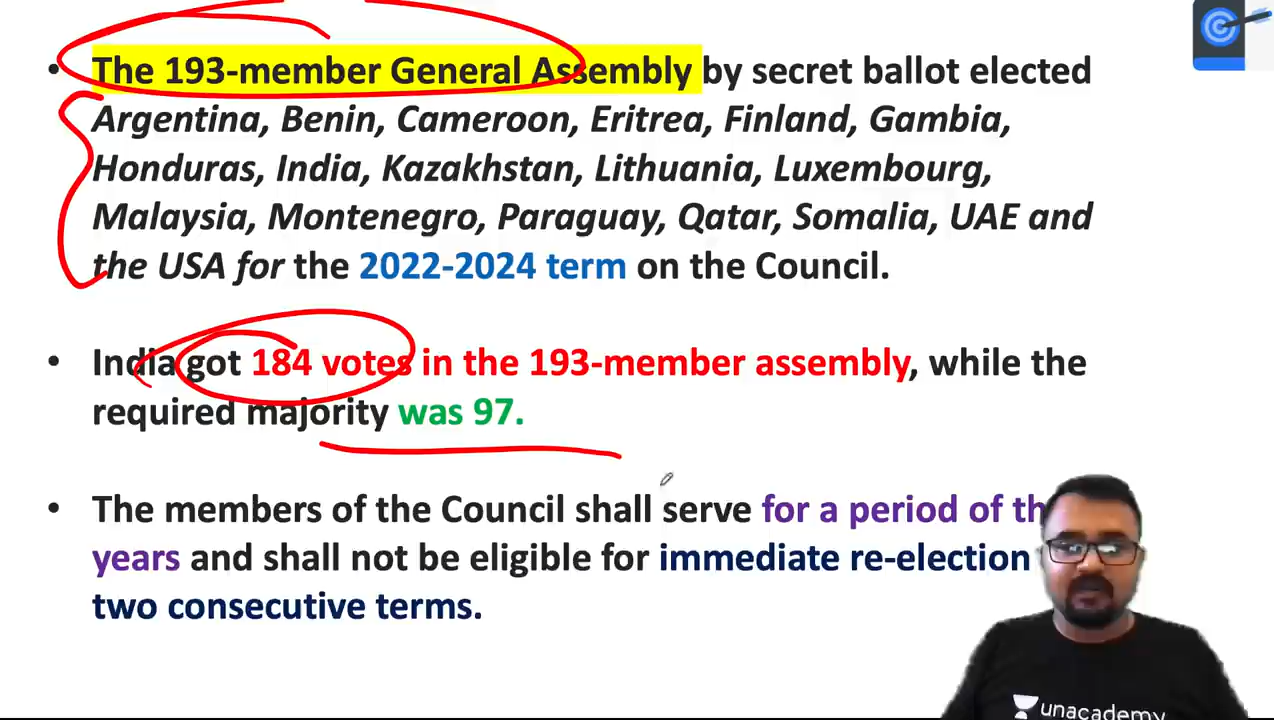 • The 193-member General Assembly by secret ballot elected
Argentina, Benin, Cameroon, Eritrea, Finland, Gambia,
Honduras, India, Kazakhstan, Lithuania, Luxembourg,
Malaysia, Montenegro, Paraguay, Qatar, Somalia, UAE and
the USA for the 2022-2024 term on the Council.
• India got 184 votes in the 193-member assembly, while the
required majority was 97.
• The members of the Council shall serve for a period of
years and shall not be eligible for immediate re-election
two consecutive terms.
unacademy